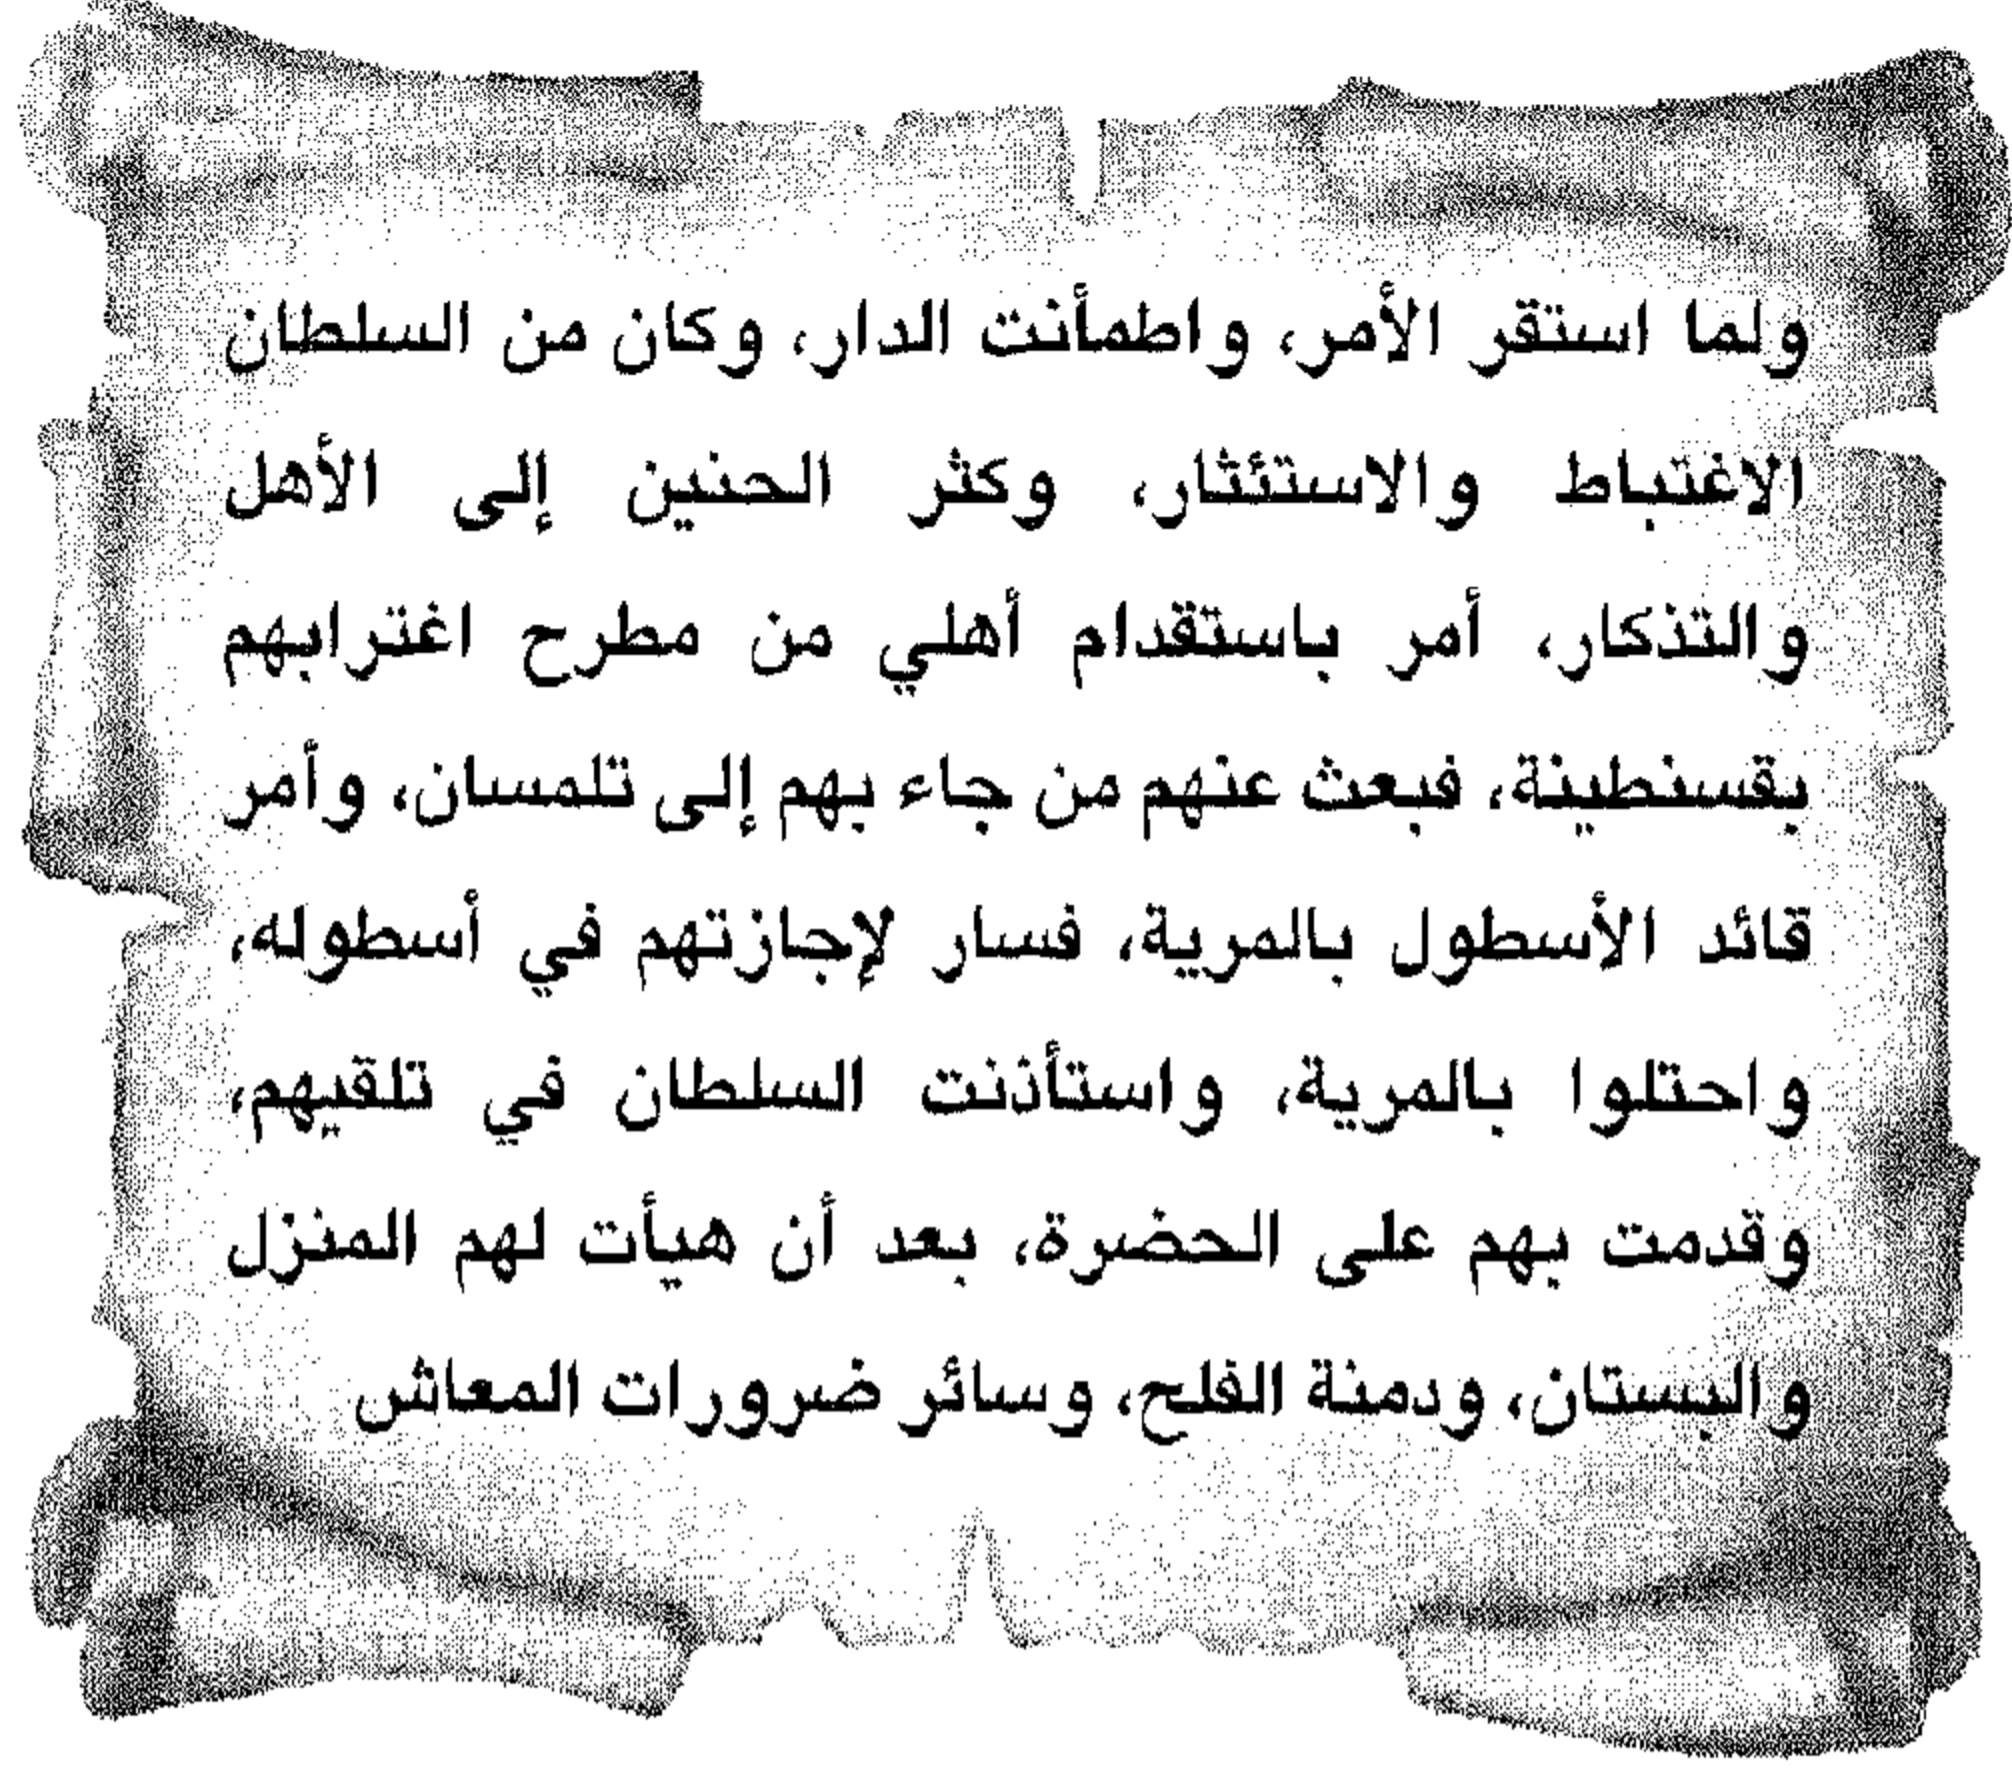 ولما استقر الأمر، واطمأنت الدار، وكان من السلطان
الاغتباط والاستئثار، وكثر الحنين إلى الأهل
والتذكار، أمر باستقدام أهلي من مطرح اغترابهم
بقسنطينة، فبعث عنهم من جاء بهم إلى تلمسان، وأمر
قائد الأسطول بالمرية، فسار لإجازتهم في أسطوله،
واحتلوا بالمرية، واستأذنت السلطان في تلقيهم،
وقدمت بهم على الحضرة، بعد أن هيأت لهم المنزل
والبستان، ودمنة الفلح، وسائر ضرورات المعاش